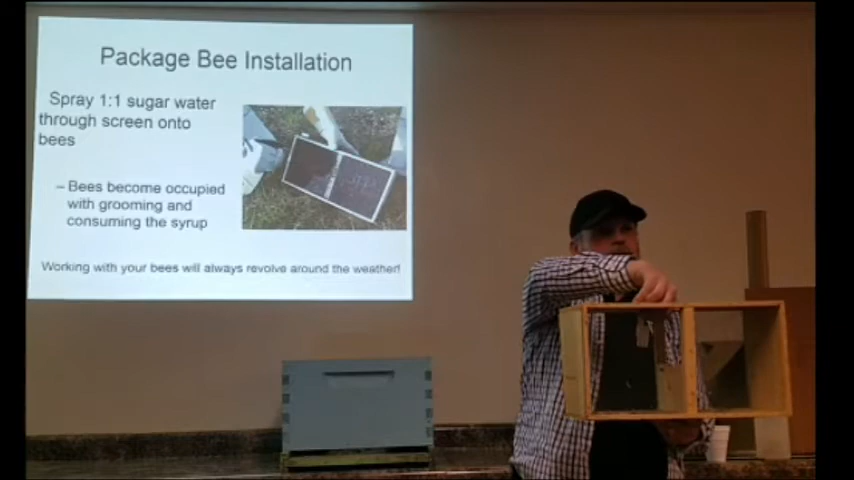 Package Bee Installation
Spray 1:1 sugar water
through screen onto
bees
– Bees become occupied
with grooming and
consuming the syrup
Working with your bees will always revolve around the weather!